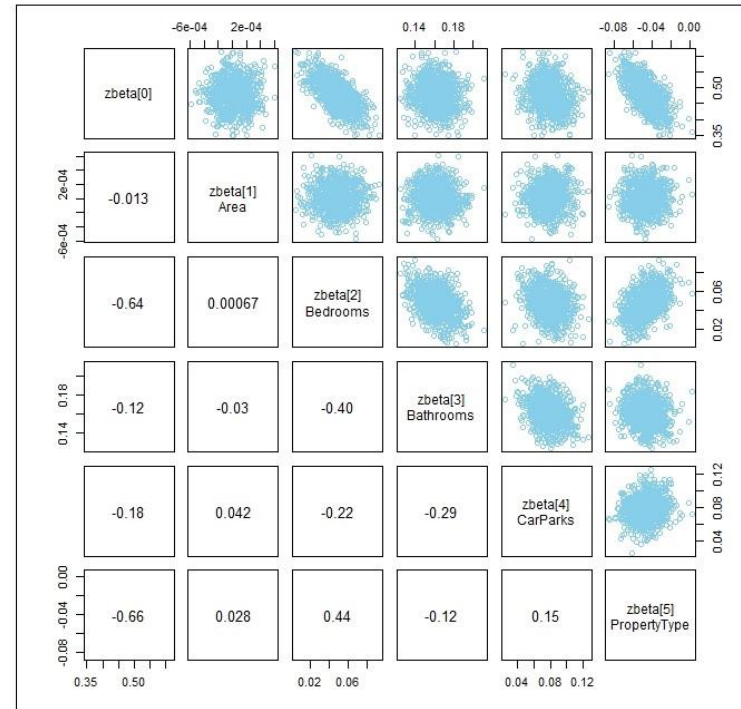 -6e-04 2e-04 0.14 0.18 -0.08 -0.04 0.00
zbeta[0]
0.35 0.50
-0.013
zbeta[1]
Area
-6e-04 2e-04
-0.64
0.00067
zbeta[2]
Bedrooms
0.02 0.06
-0.12
-0.03
-0.40
zbeta[3]
Bathrooms
0.14 0.18
-0.18
0.042
-0.22
-0.29
zbeta[4]
CarParks
0.04 0.08 0.12
-0.66
0.028
0.44
-0.12
0.15
zbeta[5]
PropertyType
-0.08 -0.04 0.00
0.35 0.50 0.02 0.06 0.04 0.08 0.12